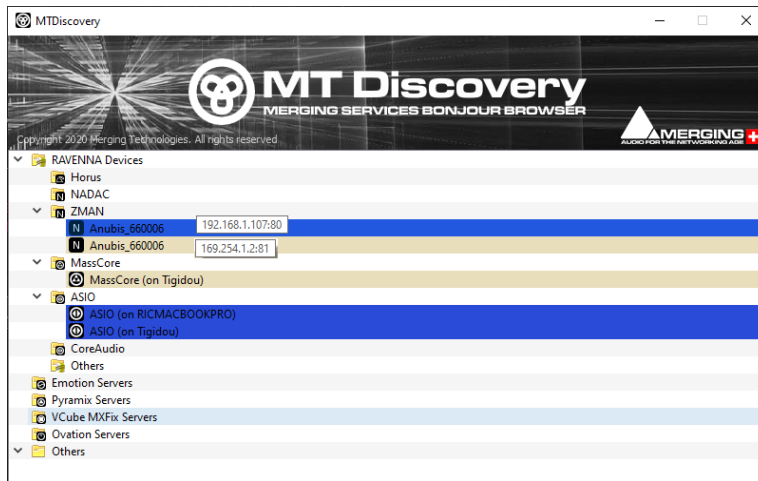 MTDiscovery
MT Discovery
MERGING SERVICES BONJOUR BROWSER
Copyright 2020 Merging Technologies. All rights reserved
MERGING
AUDIO FOR THE NETWORKING AGE
RAVENNA Devices
Horus
NADAC
ZMAN
Anubis_660006 192.168.1.107:80
Anubis_660006 169.254.1.2:81
MassCore
MassCore (on Tigidou)
ASIO
ASIO (on RICMACBOOKPRO)
ASIO (on Tigidou)
CoreAudio
Others
Emotion Servers
Pyramix Servers
VCube MXFix Servers
Ovation Servers
Others